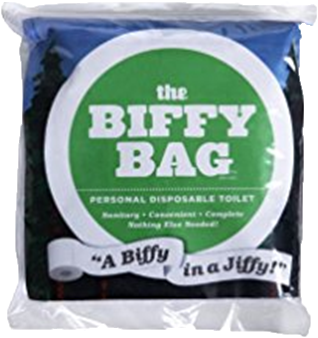 the
BIFFY
BAG
PERSONAL DISPOSABLE TOILET
Sanitary • Convenient • Complete
Nothing Else Needed!
"A Biffy in a Jiffy!"